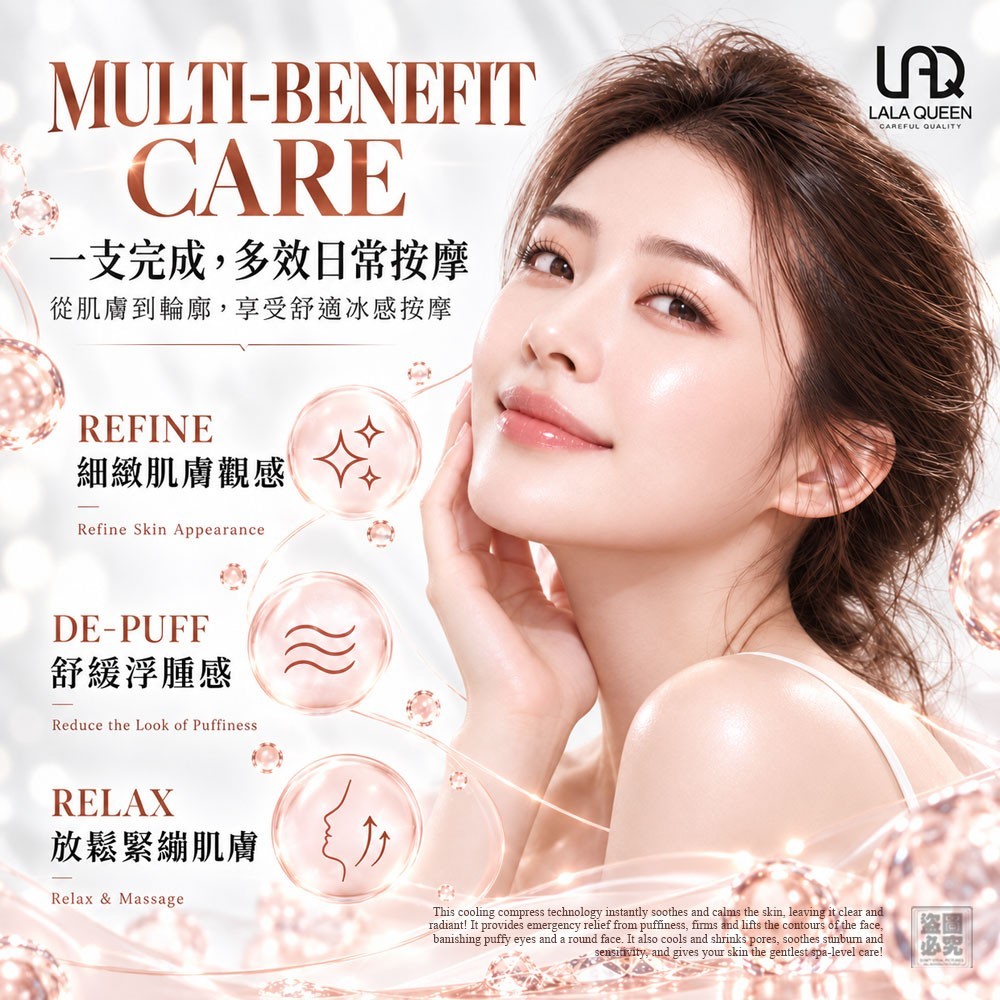 MULTI-BENEFIT
CARE
LALA QUEEN
CAREFUL QUALITY
一支完成，多效日常按摩
從肌膚到輪廓，享受舒適冰感按摩
REFINE
細緻肌膚觀感
Refine Skin Appearance
DE-PUFF
舒緩浮腫感
Reduce the Look of Puffiness
RELAX
放鬆緊繃肌膚
Relax & Massage
This cooling compress technology instantly soothes and calms the skin, leaving it clear and
radiant! It provides emergency relief from puffiness, firms and lifts the contours of the face,
banishing puffy eyes and a round face. It also cools and shrinks pores, soothes sunburn and
sensitivity, and gives your skin the gentlest spa-level care!
盜圖
必究